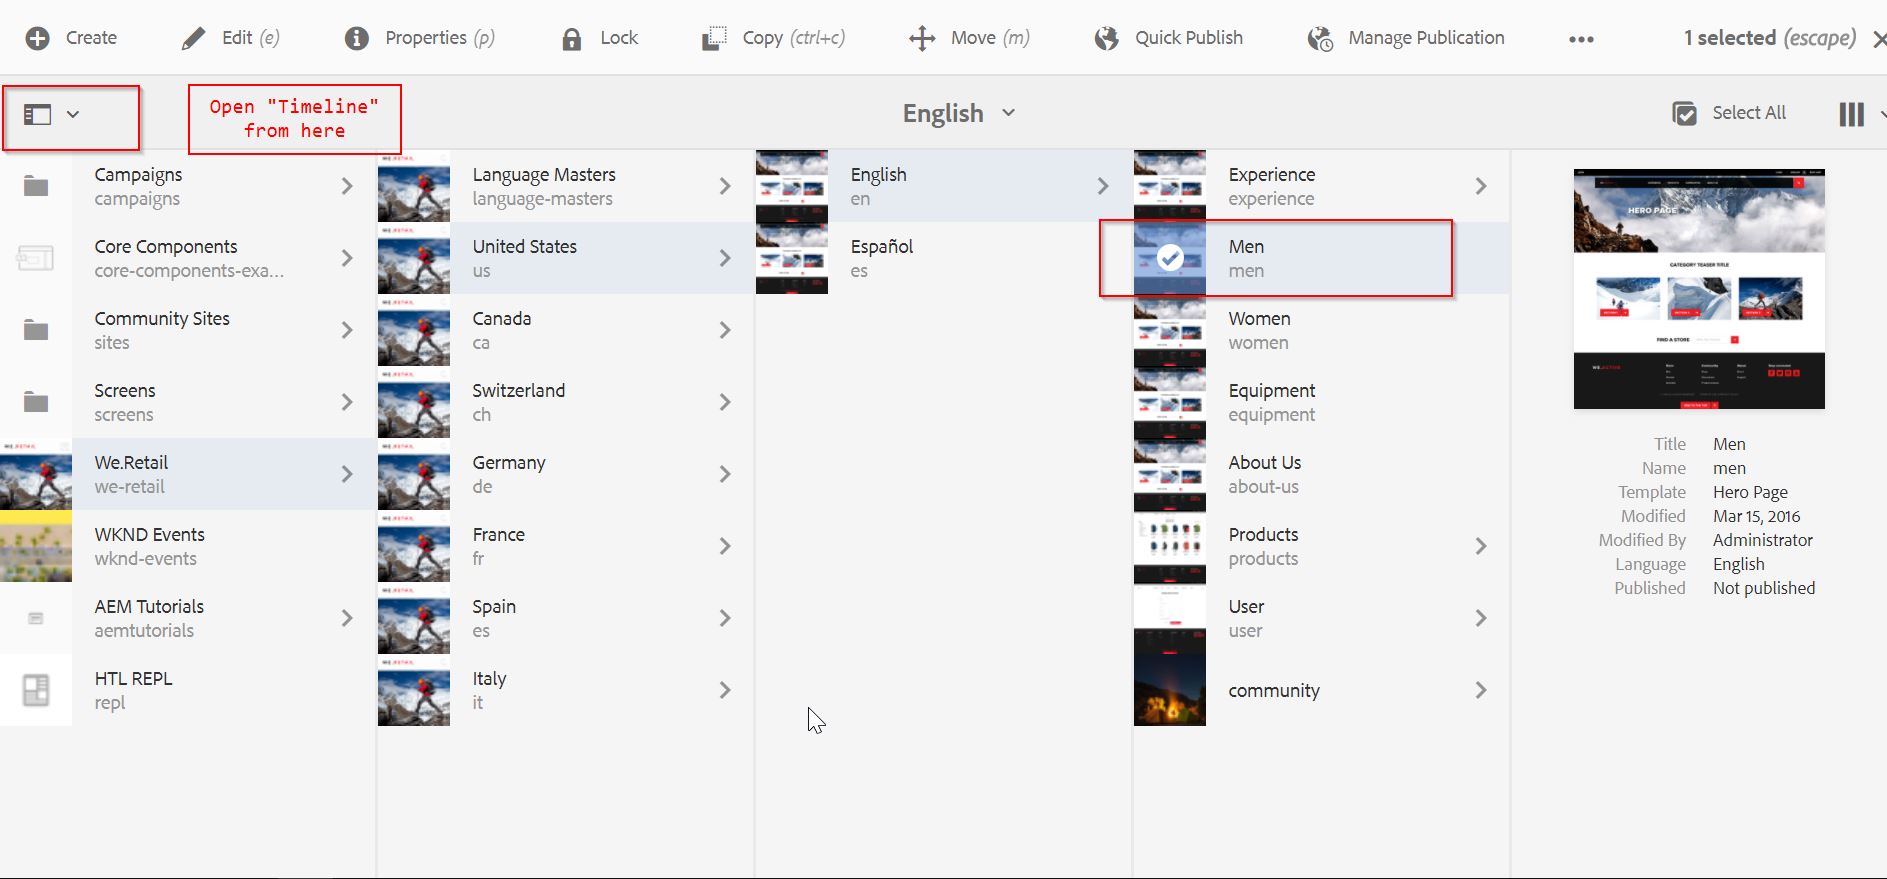 Create
Edit (e)
Properties (p)
Lock
Copy (ctrl+c)
Move (m)
Quick Publish
Manage Publication
1 selected (escape)
Open "Timeline"
from here
English
Select All
Campaigns
campaigns
Core Components
core-components-exa...
Community Sites
sites
Screens
screens
We.Retail
we-retail
WKND Events
wknd-events
AEM Tutorials
aemtutorials
HTL REPL
repl
Language Masters
language-masters
United States
us
Canada
ca
Switzerland
ch
Germany
de
France
fr
Spain
es
Italy
it
English
en
Español
es
Experience
experience
Men
men
Women
women
Equipment
equipment
About Us
about-us
Products
products
User
user
community
HERO PAGE
CATEGORY TEASER TITLE
FIND A STORE
Title Men
Name men
Template Hero Page
Modified Mar 15, 2016
Modified By Administrator
Language English
Published Not published